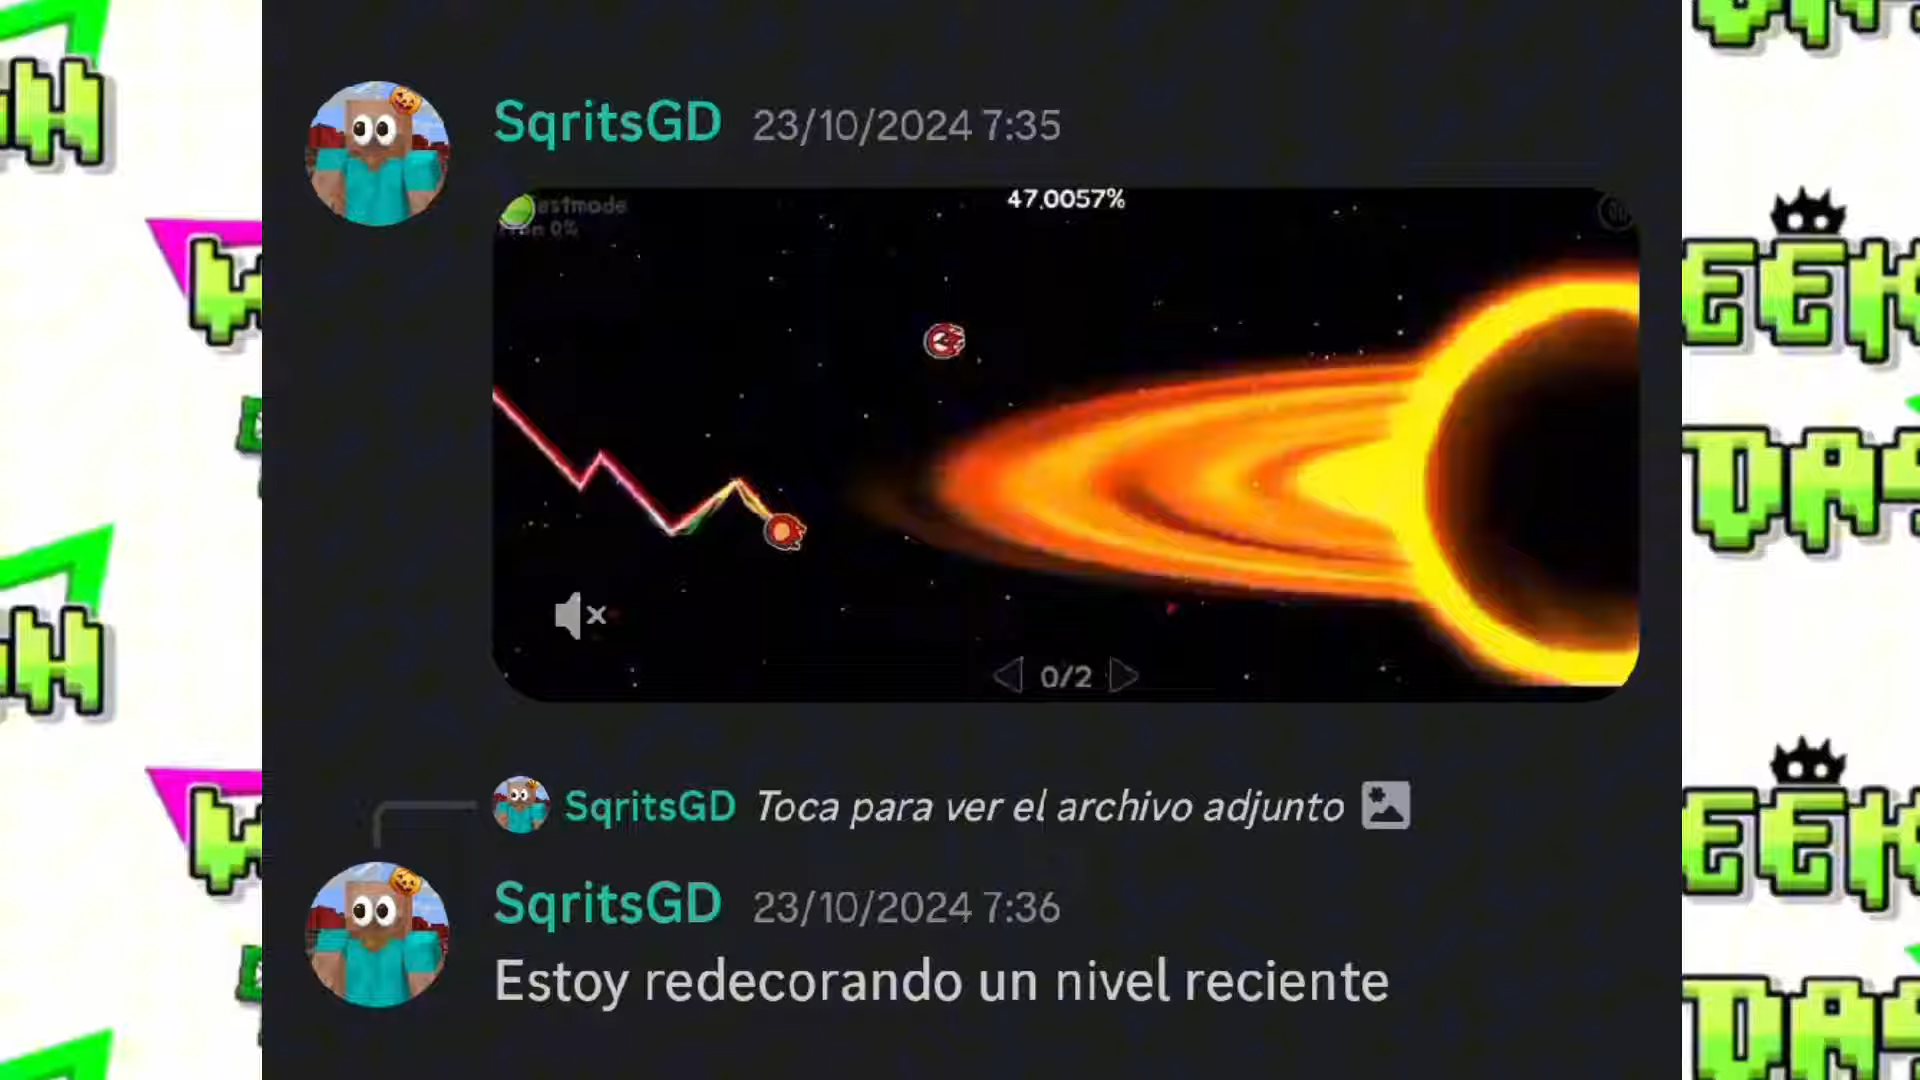 SqritsGD 23/10/2024 7:35
47.0057%
0/2
SqritsGD Toca para ver el archivo adjunto
SqritsGD 23/10/2024 7:36
Estoy redecorando un nivel reciente